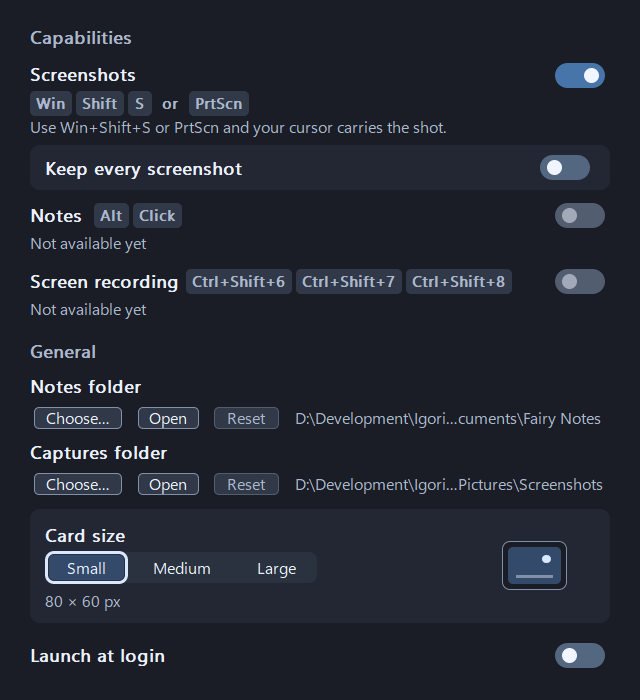 Capabilities
Screenshots
Win Shift S or PrtScn
Use Win+Shift+S or PrtScn and your cursor carries the shot.
Keep every screenshot
Notes Alt Click
Not available yet
Screen recording Ctrl+Shift+6 Ctrl+Shift+7 Ctrl+Shift+8
Not available yet
General
Notes folder
Choose... Open Reset D:\Development\Igori...cuments\Fairy Notes
Captures folder
Choose... Open Reset D:\Development\Igori...Pictures\Screenshots
Card size
Small Medium Large
80 × 60 px
Launch at login